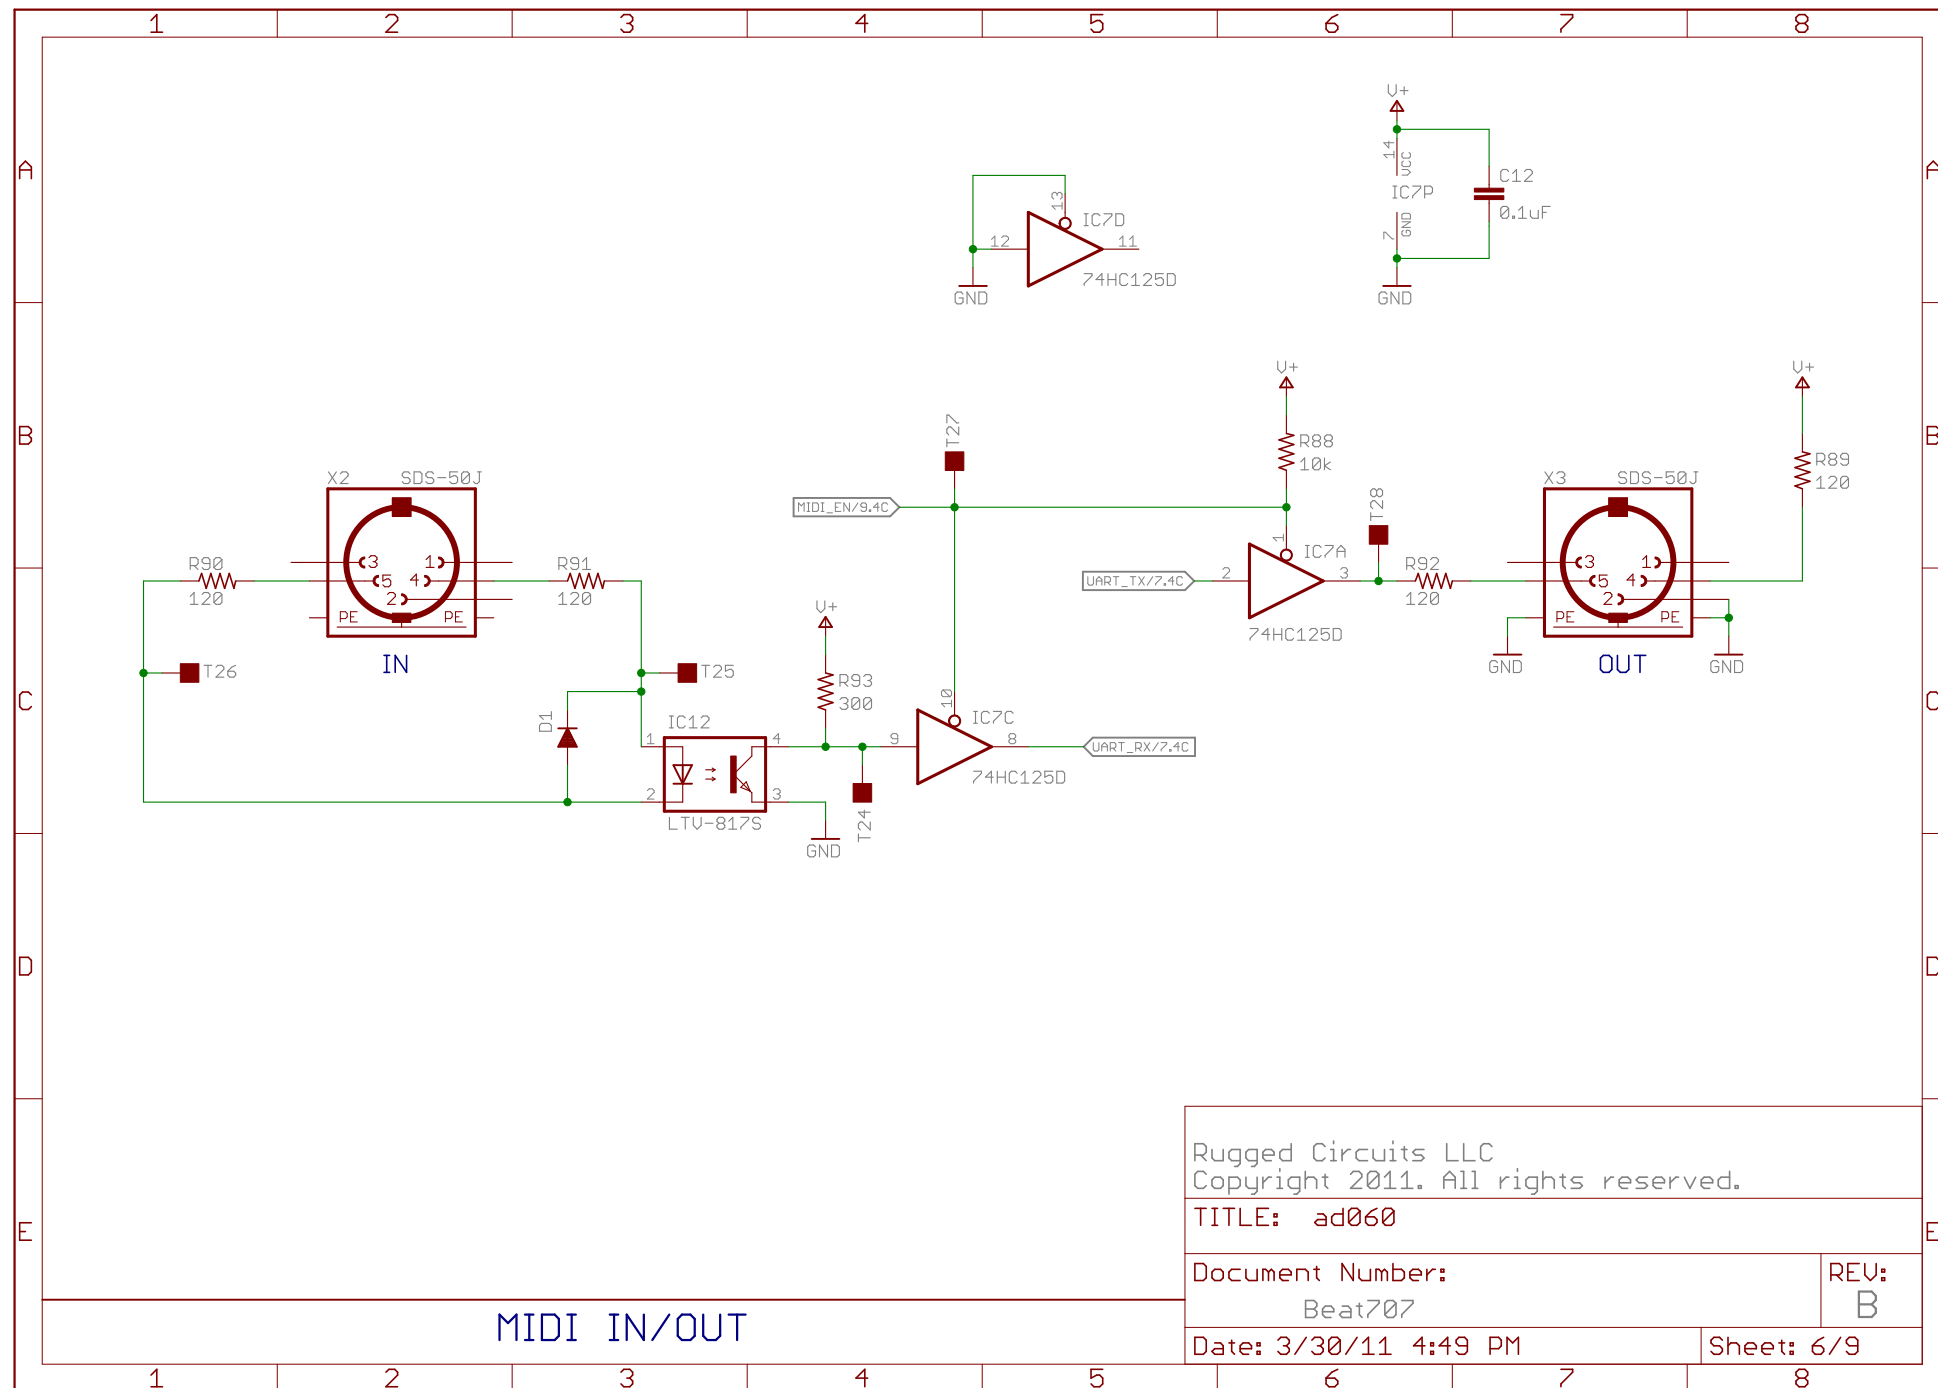 1 2 3 4 5 6 7 8
V+
14
VCC
A
A
C12
IC7P
13
0.1uF
IC7D
7
GND
12
11
74HC125D
GND
GND
V+
V+
T27
B
R88
B
10k
R89
120
X2 SDS-50J
X3 SDS-50J
T28
MIDI_EN/9.4C
1
IC7A
R90
3 1
R91
R92
3 1
5 4
UART_TX/7.4C
2
3
5 4
120
2
120
120
2
V+
PE PE
PE PE
74HC125D
IN
GND
OUT
GND
T26
T25
R93
300
C
10
C
D1
IC12
IC7C
1
4
9
8
UART_RX/7.4C
74HC125D
2
3
LTV-817S
T24
GND
D
D
Rugged Circuits LLC
Copyright 2011. All rights reserved.
TITLE: ad060
E
E
Document Number:
REV:
Beat707
B
MIDI IN/OUT
Date: 3/30/11 4:49 PM
Sheet: 6/9
1 2 3 4 5 6 7 8